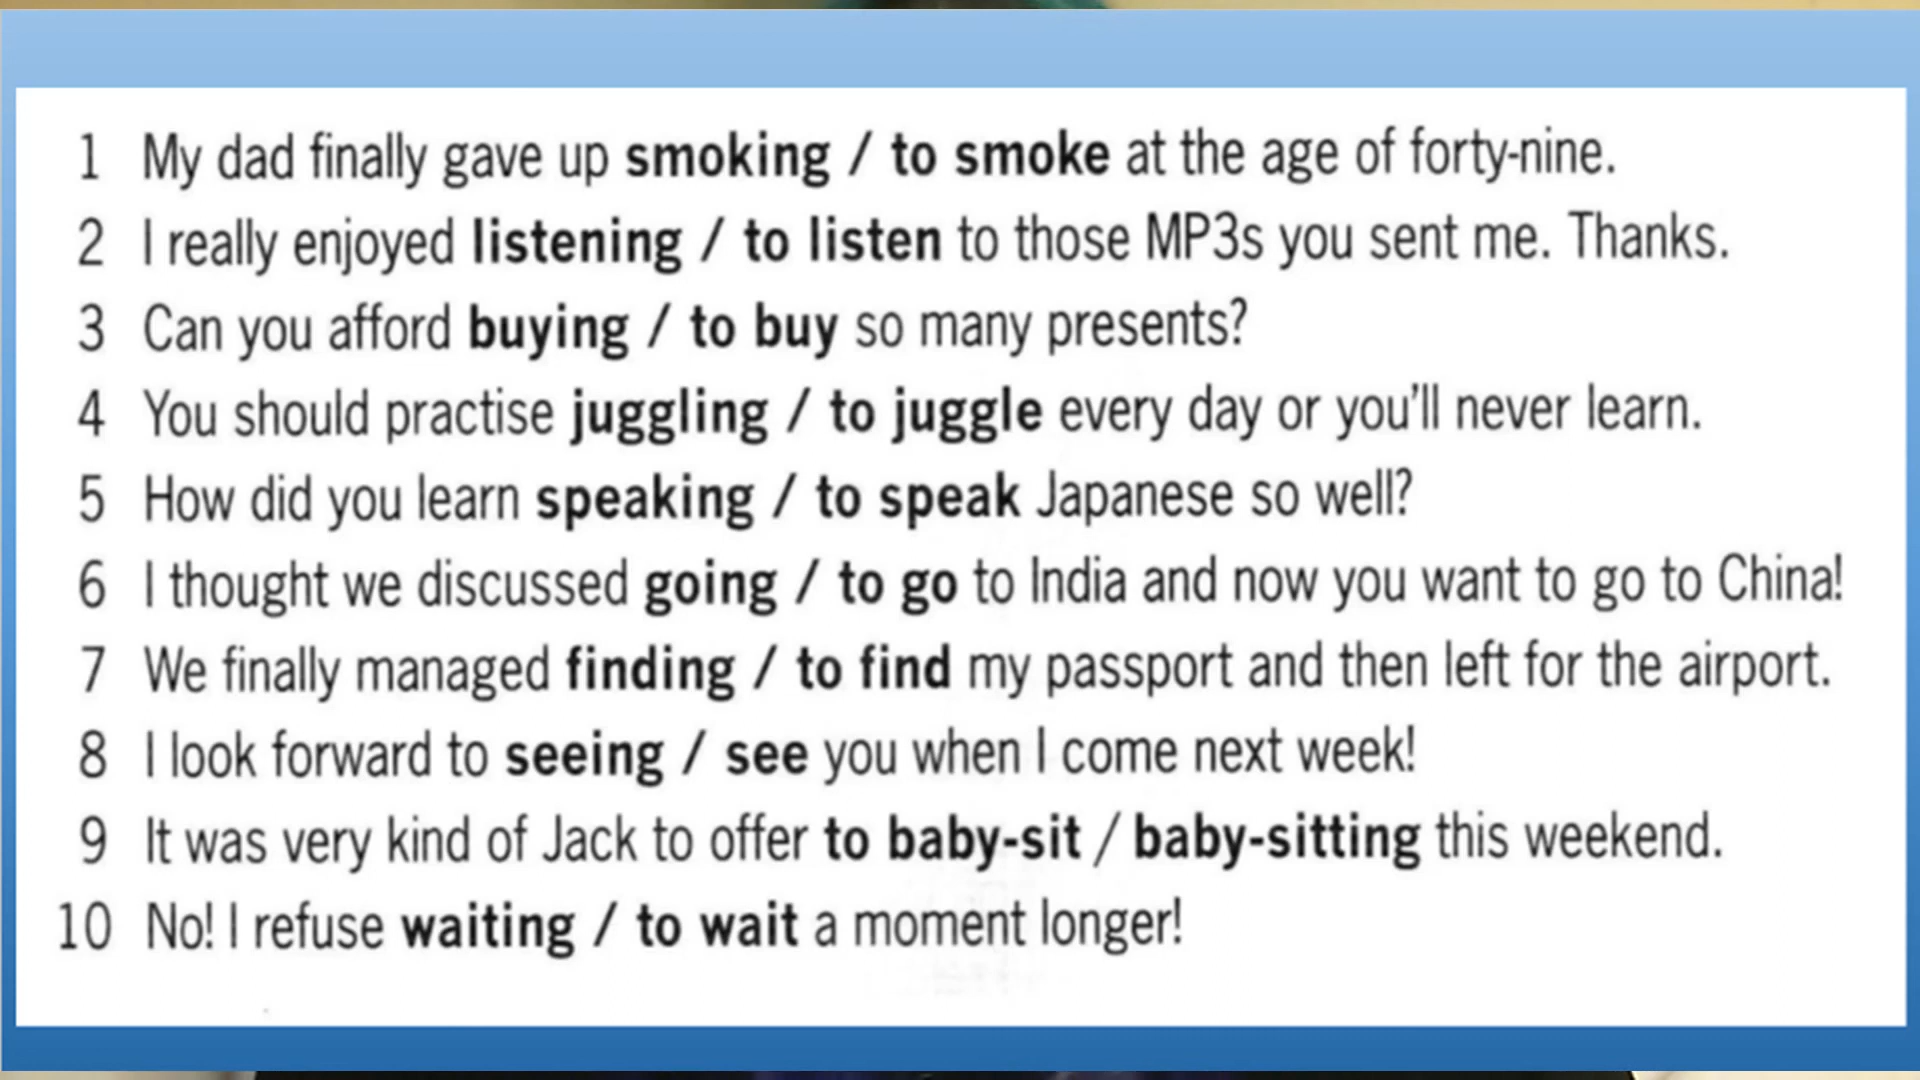 1 My dad finally gave up smoking / to smoke at the age of forty-nine.
2 I really enjoyed listening / to listen to those MP3s you sent me. Thanks.
3 Can you afford buying / to buy so many presents?
4 You should practise juggling / to juggle every day or you'll never learn.
5 How did you learn speaking / to speak Japanese so well?
6 I thought we discussed going / to go to India and now you want to go to China!
7 We finally managed finding / to find my passport and then left for the airport.
8 I look forward to seeing / see you when I come next week!
9 It was very kind of Jack to offer to baby-sit / baby-sitting this weekend.
10 No! I refuse waiting / to wait a moment longer!